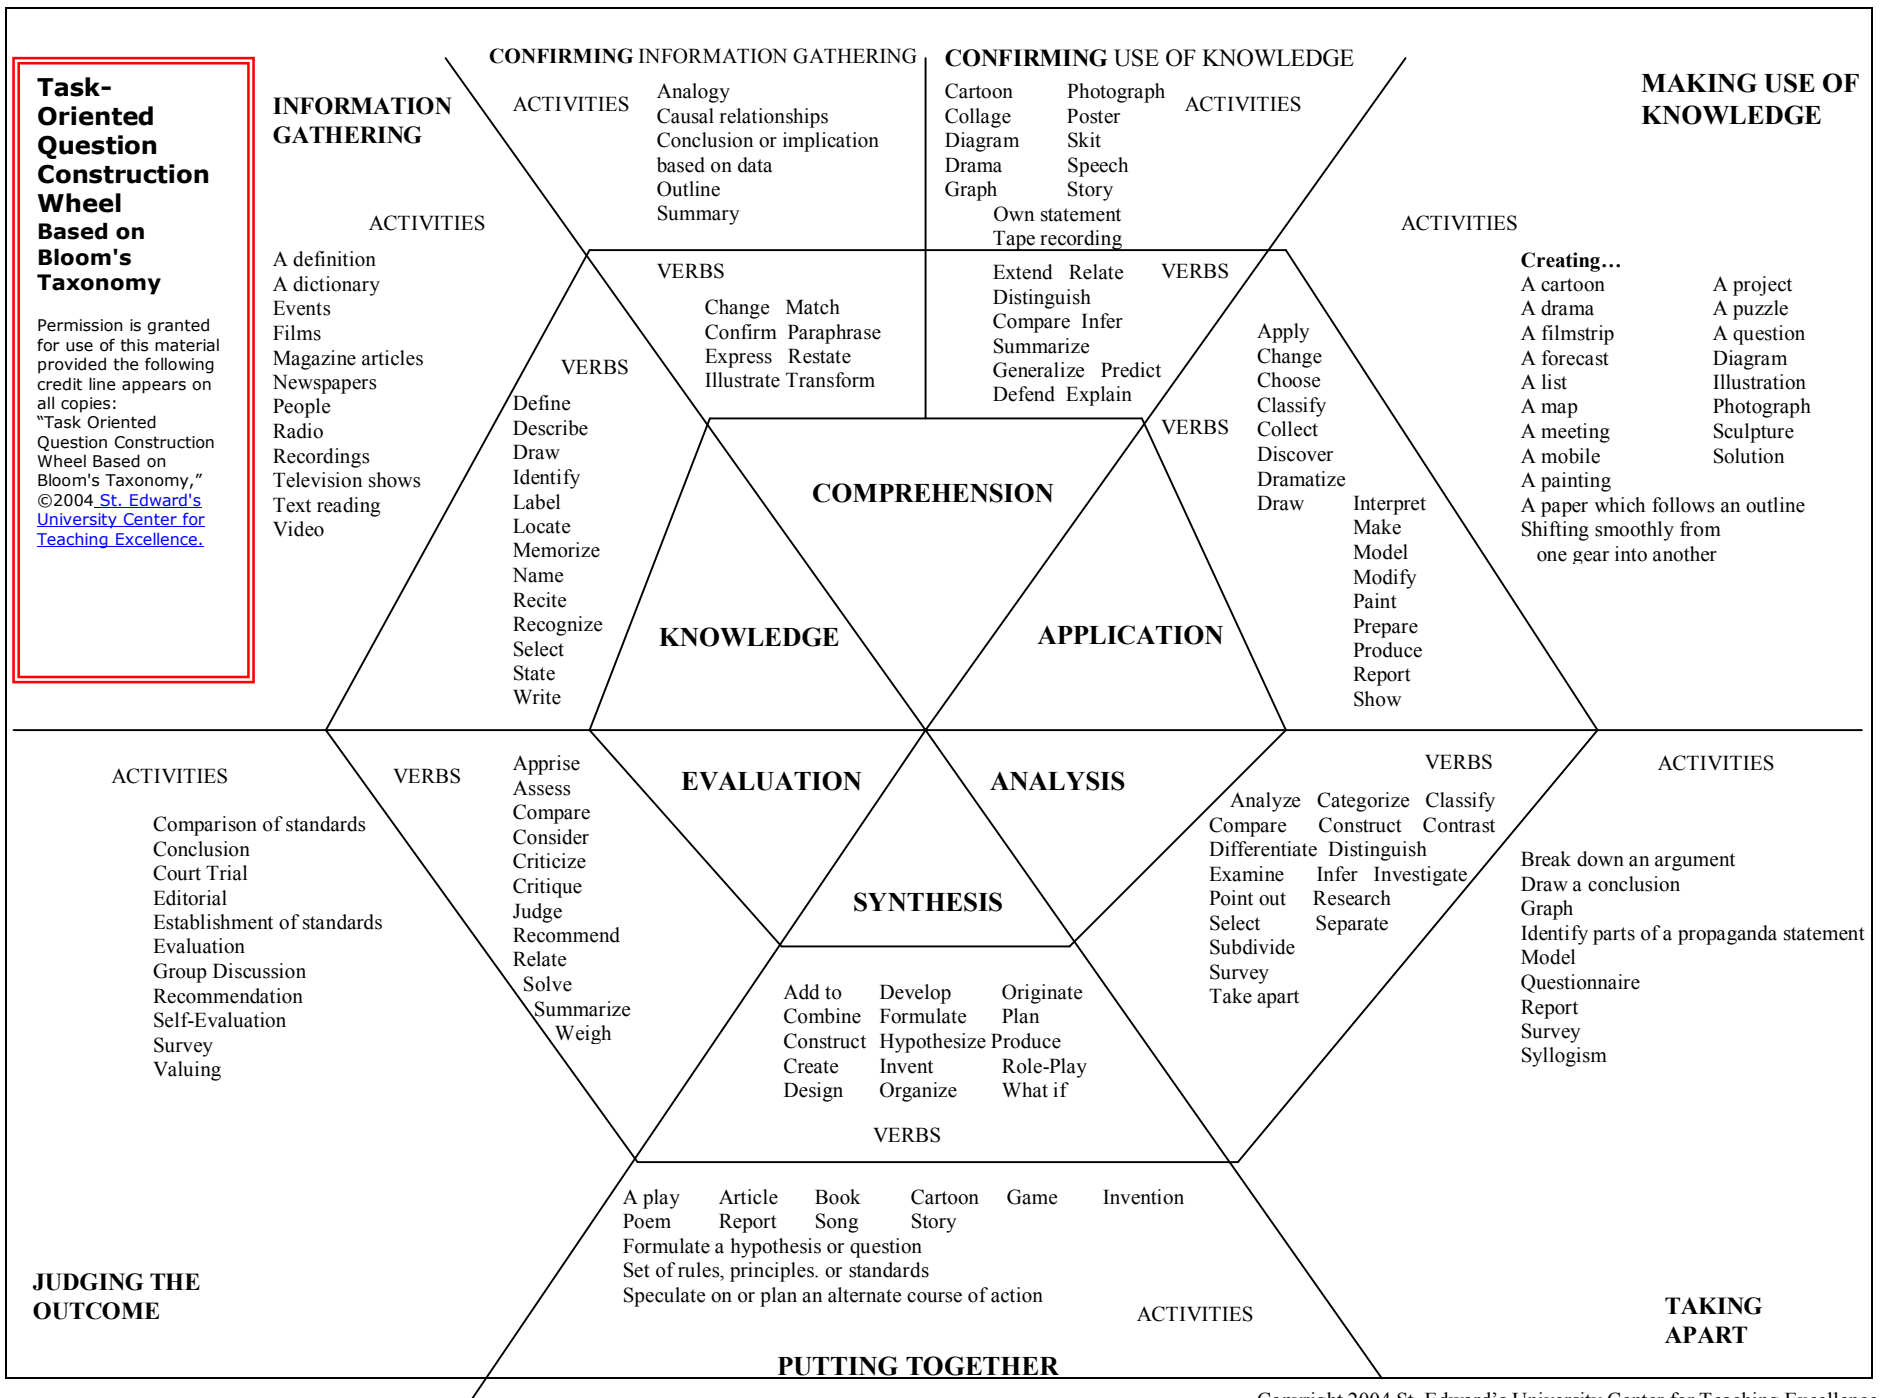 Task-
Oriented
Question
Construction
Wheel
Based on
Bloom's
Taxonomy
Permission is granted
for use of this material
provided the following
credit line appears on
all copies:
“Task Oriented
Question Construction
Wheel Based on
Bloom's Taxonomy,”
©2004 St. Edward's
University Center for
Teaching Excellence.
INFORMATION
GATHERING
ACTIVITIES
A definition
A dictionary
Events
Films
Magazine articles
Newspapers
People
Radio
Recordings
Television shows
Text reading
Video
VERBS
Define
Describe
Draw
Identify
Label
Locate
Memorize
Name
Recite
Recognize
Select
State
Write
KNOWLEDGE
CONFIRMING INFORMATION GATHERING
ACTIVITIES
Analogy
Causal relationships
Conclusion or implication
based on data
Outline
Summary
VERBS
Change Match
Confirm Paraphrase
Express Restate
Illustrate Transform
CONFIRMING USE OF KNOWLEDGE
ACTIVITIES
Cartoon Photograph
Collage Poster
Diagram Skit
Drama Speech
Graph Story
Own statement
Tape recording
VERBS
Extend Relate
Distinguish
Compare Infer
Summarize
Generalize Predict
Defend Explain
COMPREHENSION
MAKING USE OF
KNOWLEDGE
ACTIVITIES
Creating…
A cartoon A project
A drama A puzzle
A filmstrip A question
A forecast Diagram
A list Illustration
A map Photograph
A meeting Sculpture
A mobile Solution
A painting
A paper which follows an outline
Shifting smoothly from
one gear into another
VERBS
Apply
Change
Choose
Classify
Collect
Discover
Dramatize
Draw Interpret
Make
Model
Modify
Paint
Prepare
Produce
Report
Show
APPLICATION
ACTIVITIES
Comparison of standards
Conclusion
Court Trial
Editorial
Establishment of standards
Evaluation
Group Discussion
Recommendation
Self-Evaluation
Survey
Valuing
JUDGING THE
OUTCOME
VERBS
Apprise
Assess
Compare
Consider
Criticize
Critique
Judge
Recommend
Relate
Solve
Summarize
Weigh
EVALUATION
SYNTHESIS
Add to Develop Originate
Combine Formulate Plan
Construct Hypothesize Produce
Create Invent Role-Play
Design Organize What if
VERBS
A play Article Book Cartoon Game Invention
Poem Report Song Story
Formulate a hypothesis or question
Set of rules, principles. or standards
Speculate on or plan an alternate course of action
ACTIVITIES
PUTTING TOGETHER
ANALYSIS
VERBS
Analyze Categorize Classify
Compare Construct Contrast
Differentiate Distinguish
Examine Infer Investigate
Point out Research
Select Separate
Subdivide
Survey
Take apart
ACTIVITIES
Break down an argument
Draw a conclusion
Graph
Identify parts of a propaganda statement
Model
Questionnaire
Report
Survey
Syllogism
TAKING
APART
Copyright 2004 St. Edward's University Center for Teaching Excellence